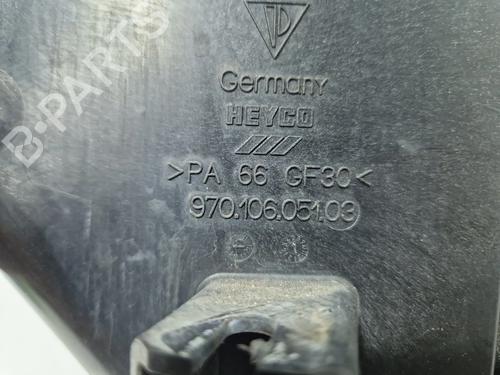 B-PARTS
Germany
HEYCO
>PA 66 GF30<
970.106.051.03